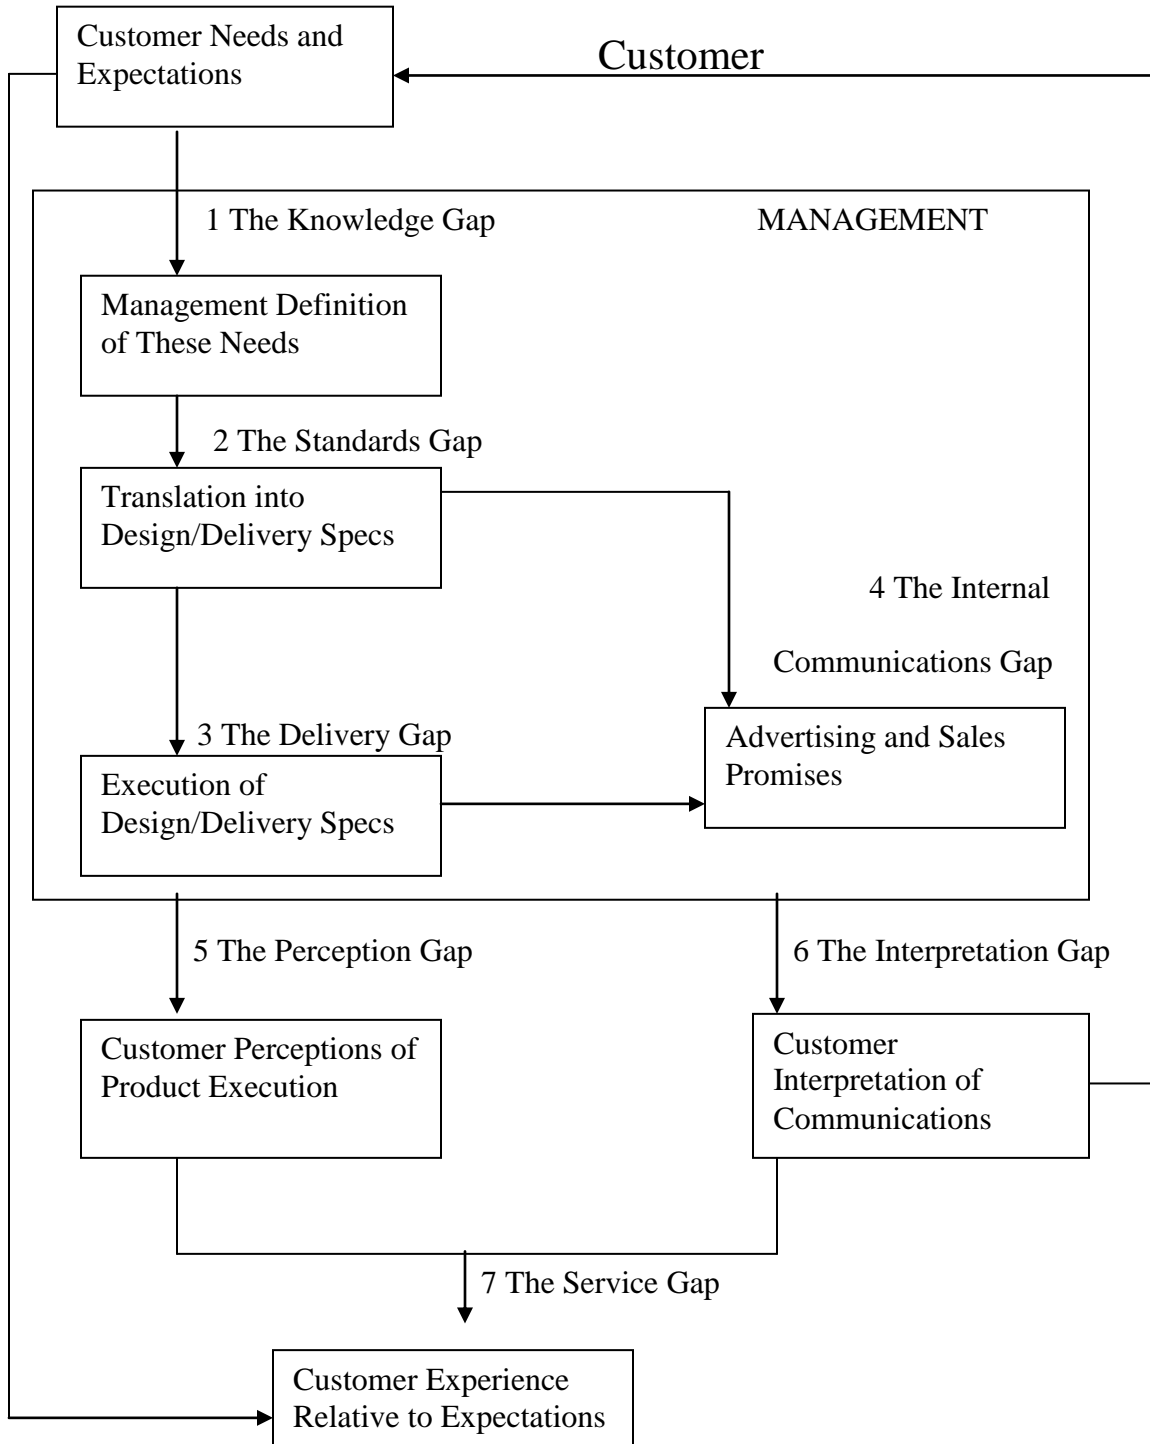 Customer Needs and
Expectations
Customer
1 The Knowledge Gap
MANAGEMENT
Management Definition
of These Needs
2 The Standards Gap
Translation into
Design/Delivery Specs
4 The Internal
Communications Gap
3 The Delivery Gap
Advertising and Sales
Promises
Execution of
Design/Delivery Specs
5 The Perception Gap
6 The Interpretation Gap
Customer Perceptions of
Product Execution
Customer
Interpretation of
Communications
7 The Service Gap
Customer Experience
Relative to Expectations